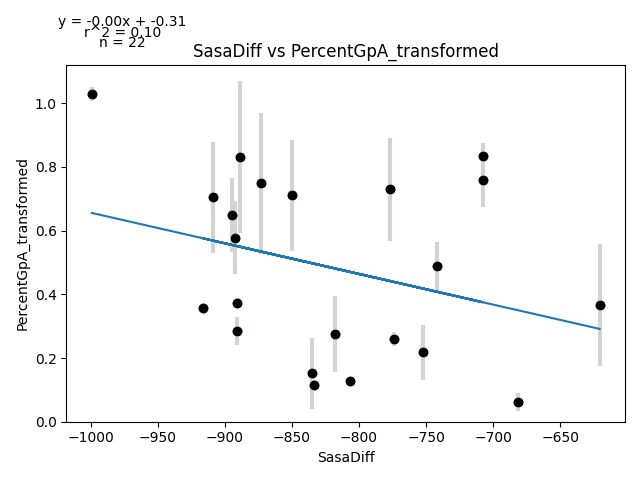 y = -0.00x + -0.31
r^2 = 0.10
n = 22
SasaDiff vs PercentGpA_transformed
PercentGpA_transformed
1.0
0.8
0.6
0.4
0.2
0.0
−1000 −950 −900 −850 −800 −750 −700 −650
SasaDiff